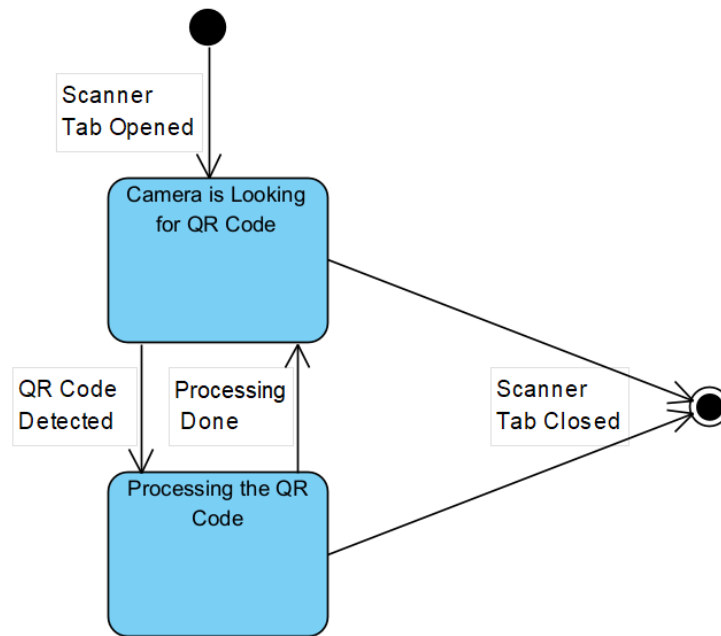 Scanner
Tab Opened
Camera is Looking
for QR Code
QR Code
Detected
Processing
Done
Scanner
Tab Closed
Processing the QR
Code